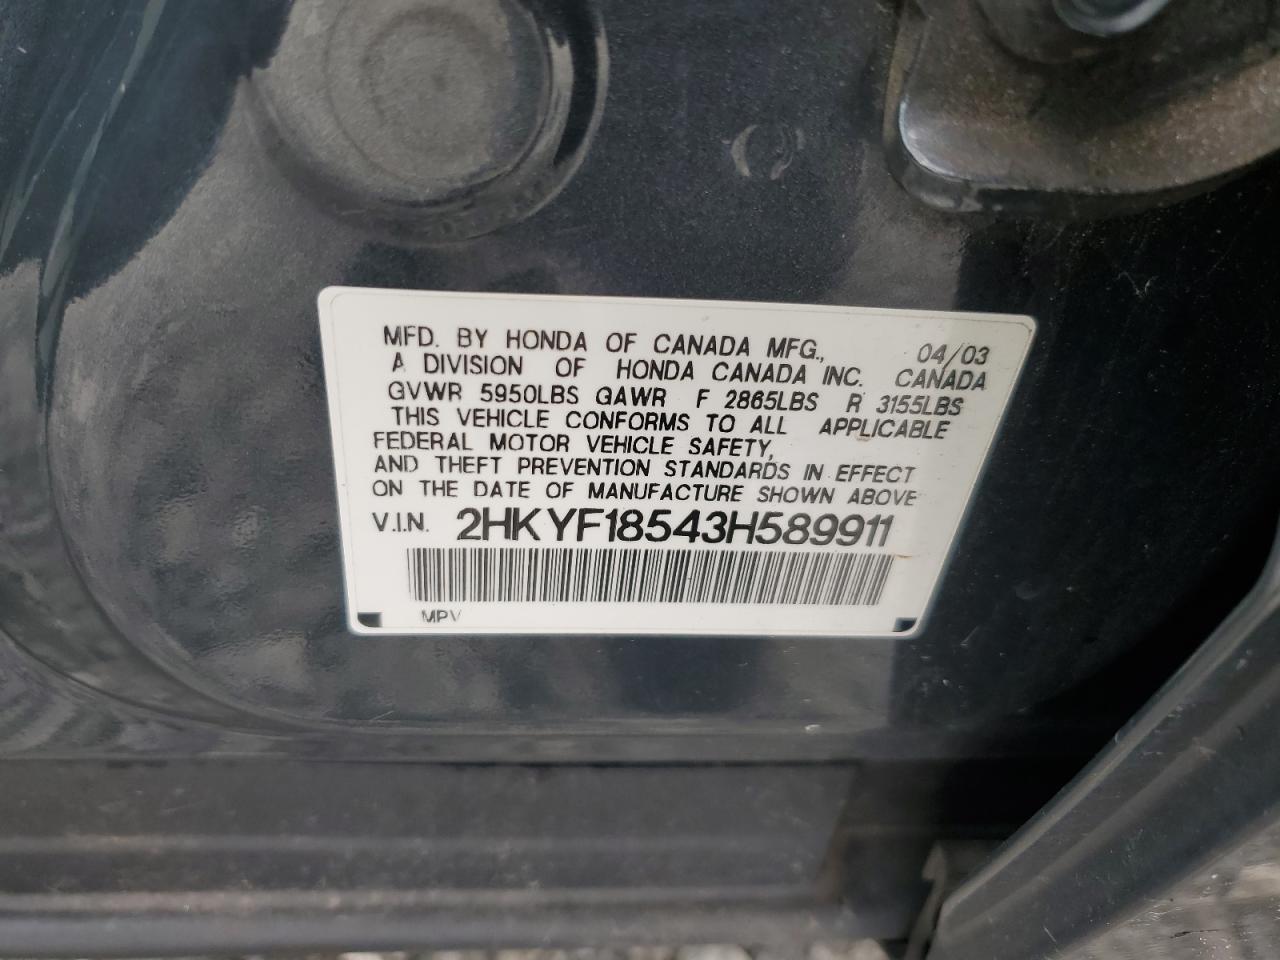 MFD. BY HONDA OF CANADA MFG., 04/03
A DIVISION OF HONDA CANADA INC. CANADA
GVWR 5950LBS GAWR F 2865LBS R 3155LBS
THIS VEHICLE CONFORMS TO ALL APPLICABLE
FEDERAL MOTOR VEHICLE SAFETY,
AND THEFT PREVENTION STANDARDS IN EFFECT
ON THE DATE OF MANUFACTURE SHOWN ABOVE
V.I.N. 2HKYF18543H589911
MPV